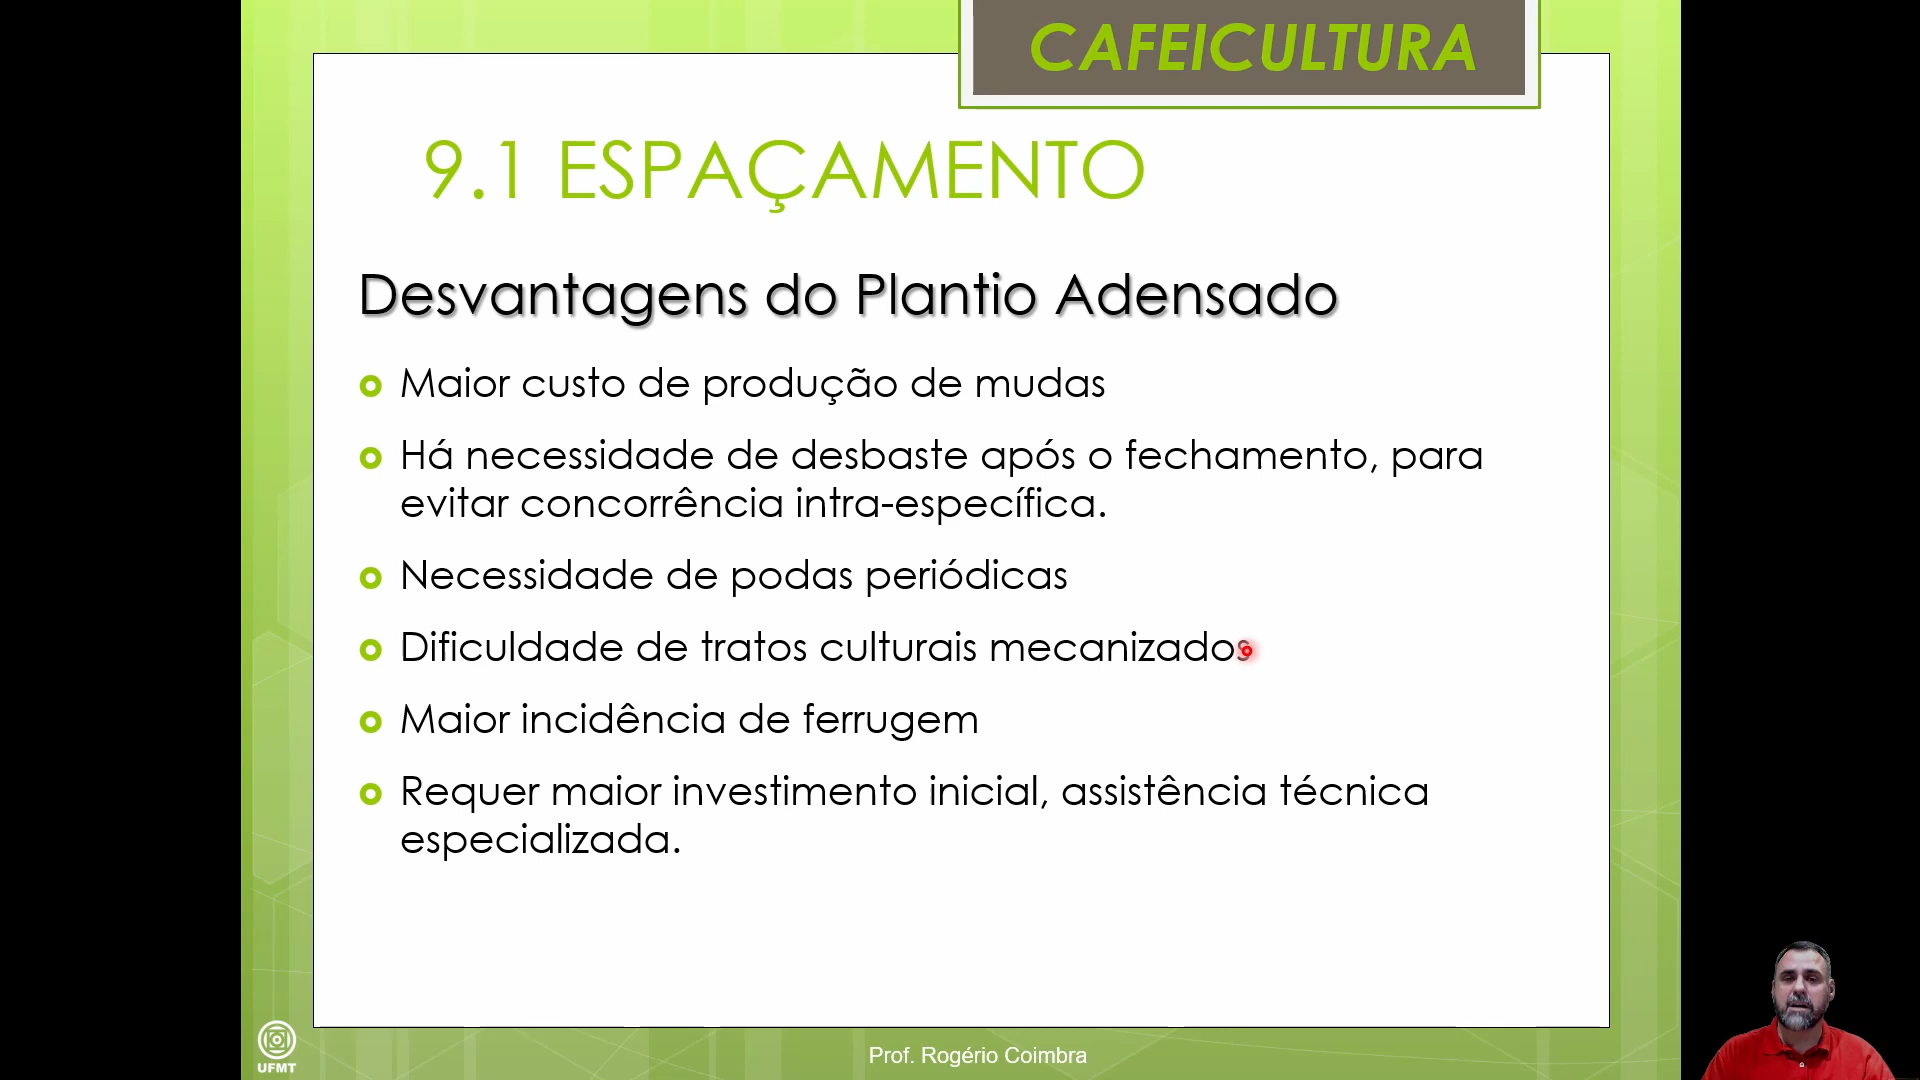 CAFEICULTURA
9.1 ESPAÇAMENTO
Desvantagens do Plantio Adensado
Maior custo de produção de mudas
Há necessidade de desbaste após o fechamento, para
evitar concorrência intra-específica.
Necessidade de podas periódicas
Dificuldade de tratos culturais mecanizados
Maior incidência de ferrugem
Requer maior investimento inicial, assistência técnica
especializada.
UFMT
Prof. Rogério Coimbra